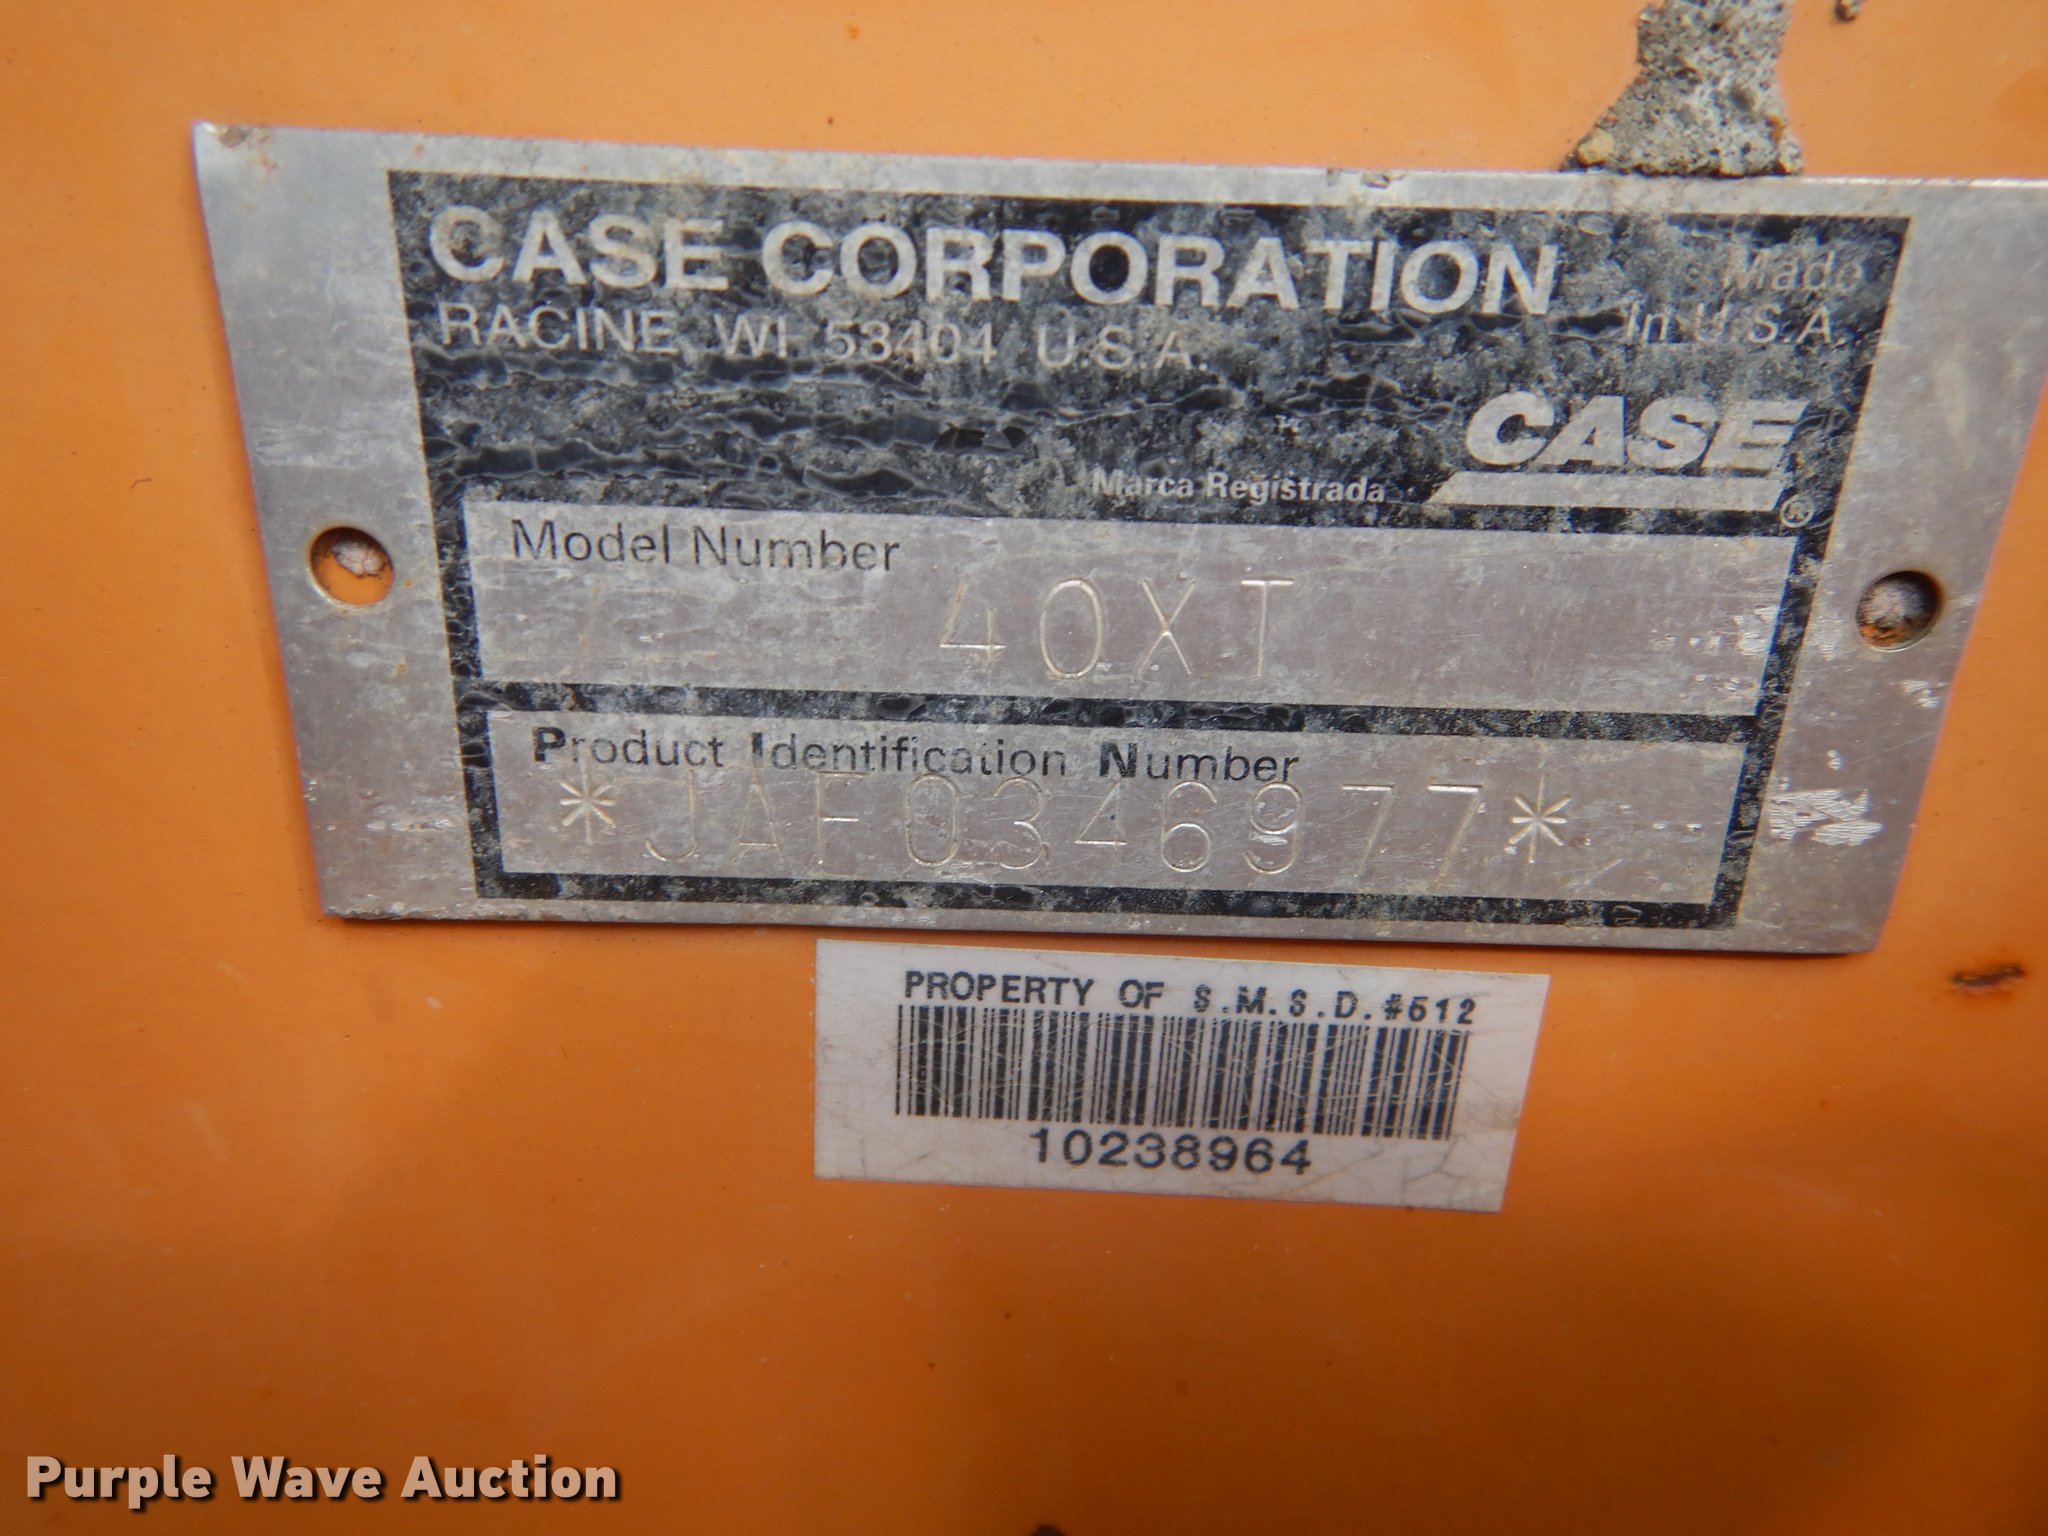 CASE CORPORATION
RACINE, WI 53404 U.S.A.
Made
In U.S.A.
CASE
Marca Registrada
®
Model Number
40XT
Product Identification Number
*JAF0346977*
PROPERTY OF S.M.S.D.#512
10238964
Purple Wave Auction